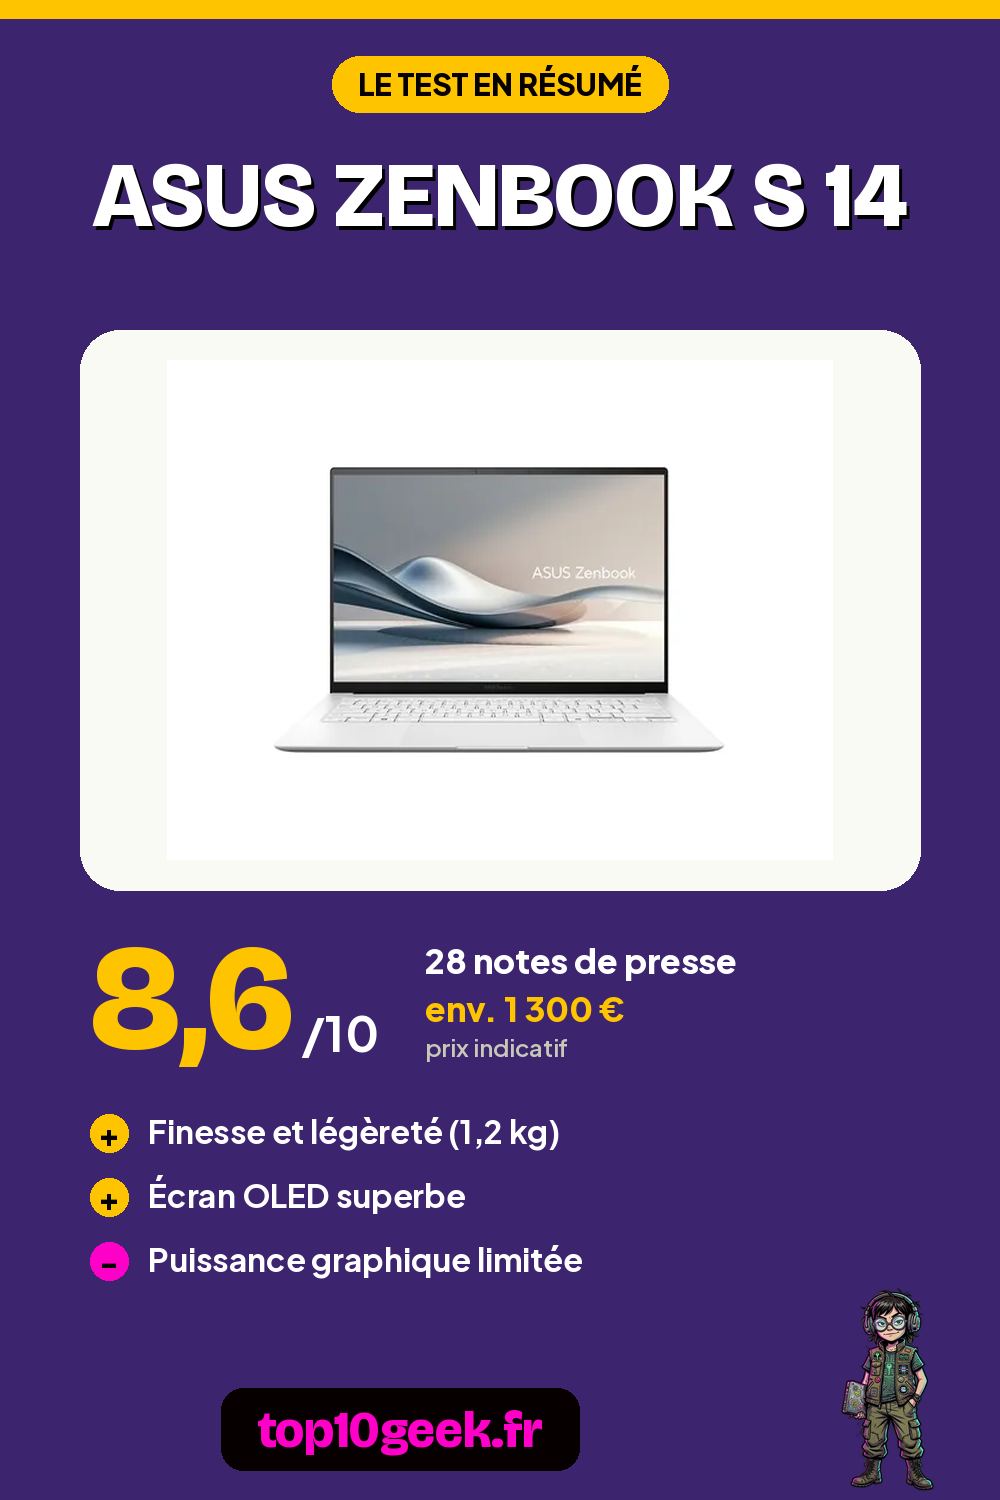 LE TEST EN RÉSUMÉ
ASUS ZENBOOK S 14
ASUS Zenbook
8,6 /10
28 notes de presse
env. 1 300 €
prix indicatif
+ Finesse et légèreté (1,2 kg)
+ Écran OLED superbe
- Puissance graphique limitée
top10geek.fr